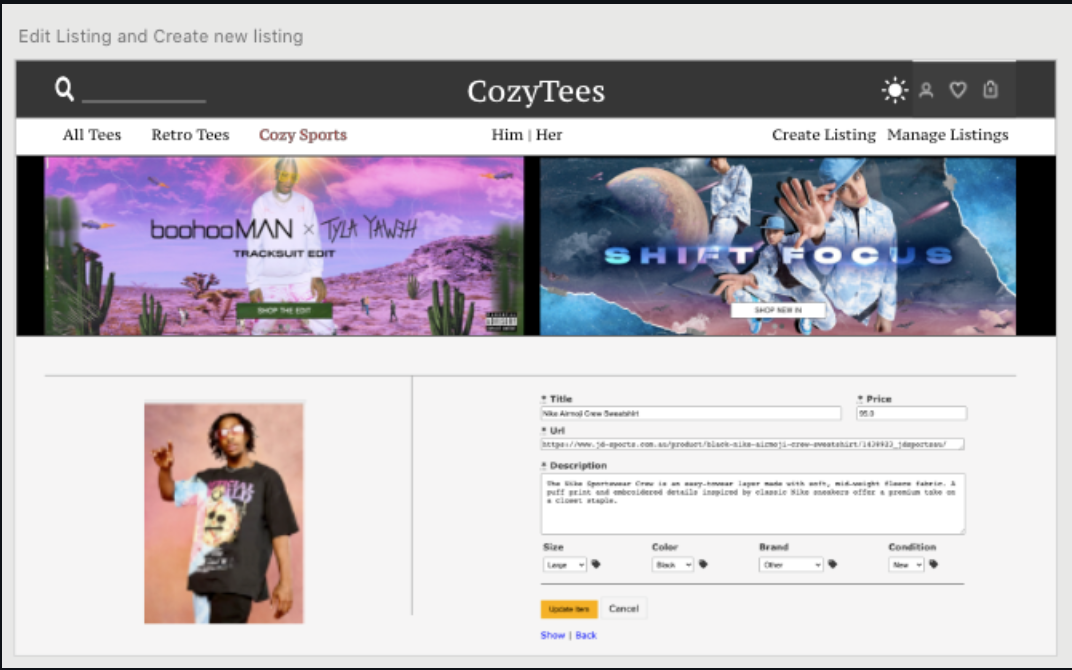 Edit Listing and Create new listing
CozyTees
All Tees Retro Tees Cozy Sports Him | Her Create Listing Manage Listings
boohooMAN × TYLA YAWEH
TRACKSUIT EDIT
SHOP THE EDIT
SHIFT FOCUS
SHOP NEW IN
* Title * Price
Nike Airmoji Crew Sweatshirt 95.0
* Url
https://www.jd-sports.com.au/product/black-nike-airmoji-crew-sweatshirt/1438933_jdsportsau/
* Description
The Nike Sportswear Crew is an easy-to-wear layer made with soft, mid-weight fleece fabric. A
puff print and embroidered details inspired by classic Nike sneakers offer a premium take on
a closet staple.
Size Color Brand Condition
Large Black Other New
Update Item Cancel
Show | Back